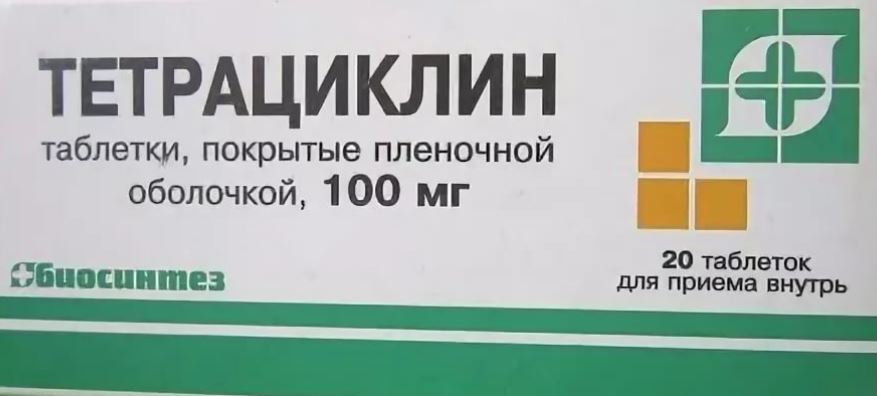 ТЕТРАЦИКЛИН
таблетки, покрытые пленочной
оболочкой, 100 мг
20 таблеток
для приема внутрь
биосинтез